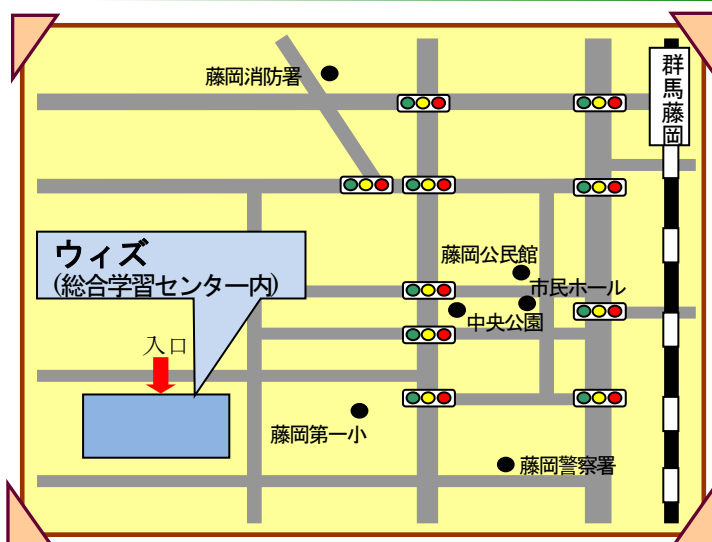 藤岡消防署
群馬藤岡
ウィズ
(総合学習センター内)
藤岡公民館
市民ホール
中央公園
入口
藤岡第一小
藤岡警察署